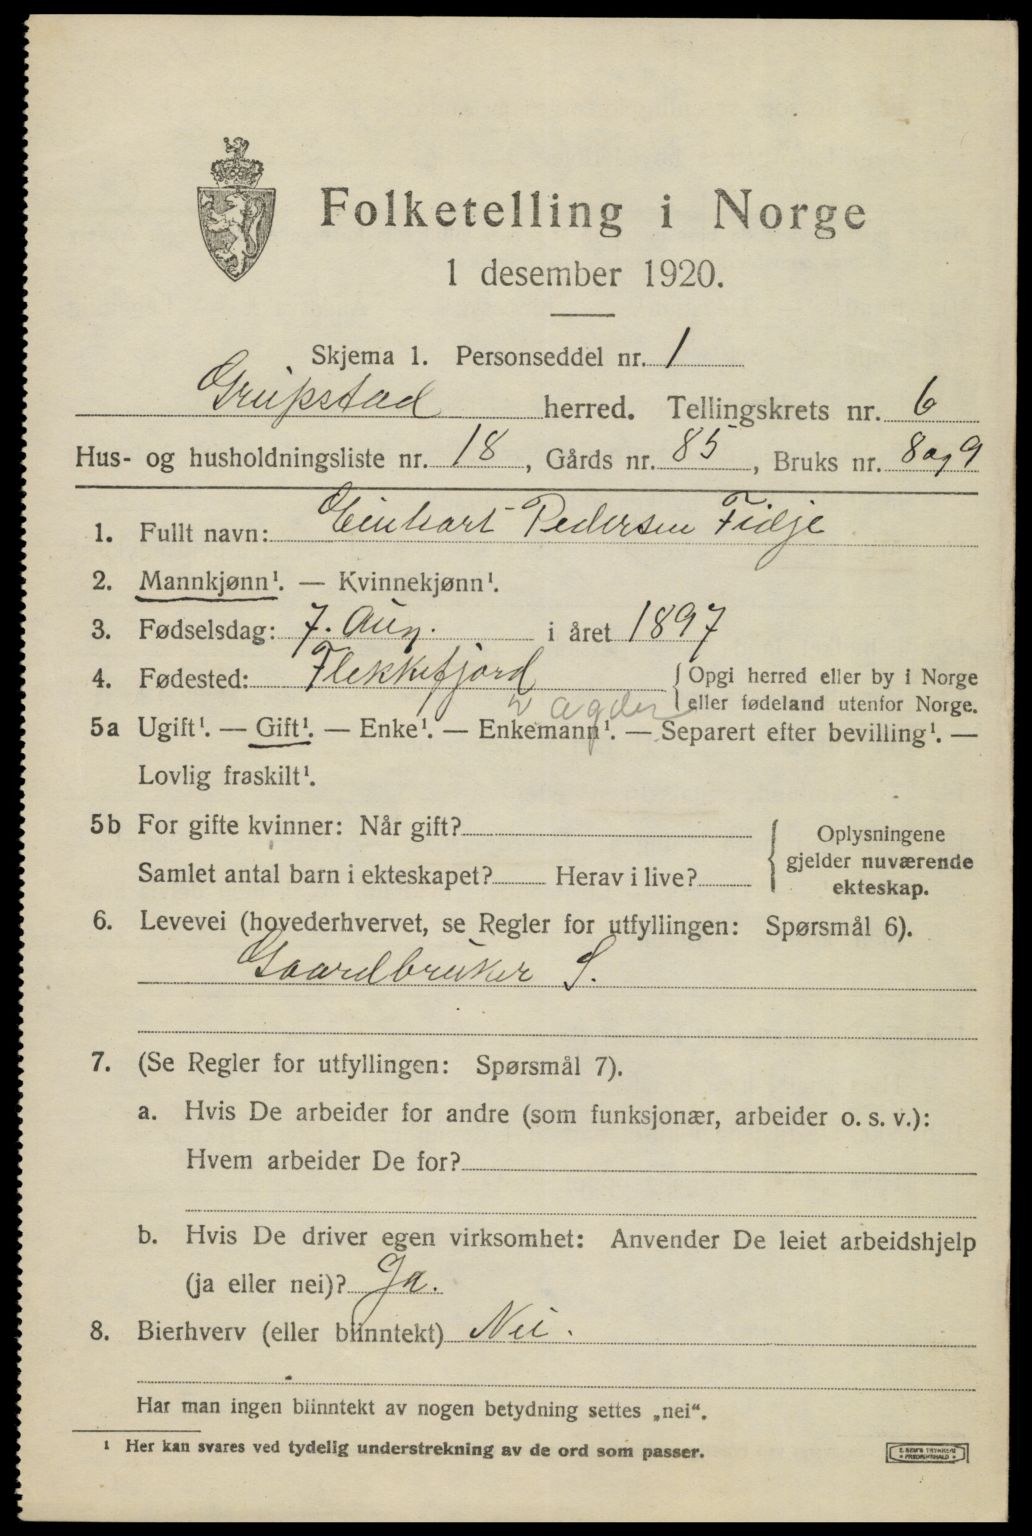 Folketelling i Norge
1 desember 1920.
Skjema 1. Personseddel nr. 1
Gripstad herred. Tellingskrets nr. 6
Hus- og husholdningsliste nr. 18, Gårds nr. 85, Bruks nr. 8 og 9
1. Fullt navn: Einhart Pedersen Fidje
2. Mannkjønn¹. — Kvinnekjønn¹.
3. Fødselsdag: 7. Aug. i året 1897
4. Fødested: Flekkefjord { Opgi herred eller by i Norge
eller fødeland utenfor Norge.
v agder
5a Ugift¹. — Gift¹. — Enke¹. — Enkemann¹. — Separert efter bevilling¹. —
Lovlig fraskilt¹.
5b For gifte kvinner: Når gift?
Samlet antal barn i ekteskapet? Herav i live?
Oplysningene
gjelder nuværende
ekteskap.
6. Levevei (hovederhvervet, se Regler for utfyllingen: Spørsmål 6).
Gaardbruker S.
7. (Se Regler for utfyllingen: Spørsmål 7).
a. Hvis De arbeider for andre (som funksjonær, arbeider o. s. v.):
Hvem arbeider De for?
b. Hvis De driver egen virksomhet: Anvender De leiet arbeidshjelp
(ja eller nei)? Ja.
8. Bierhverv (eller biinntekt) Nei.
Har man ingen biinntekt av nogen betydning settes „nei“.
¹ Her kan svares ved tydelig understrekning av de ord som passer.